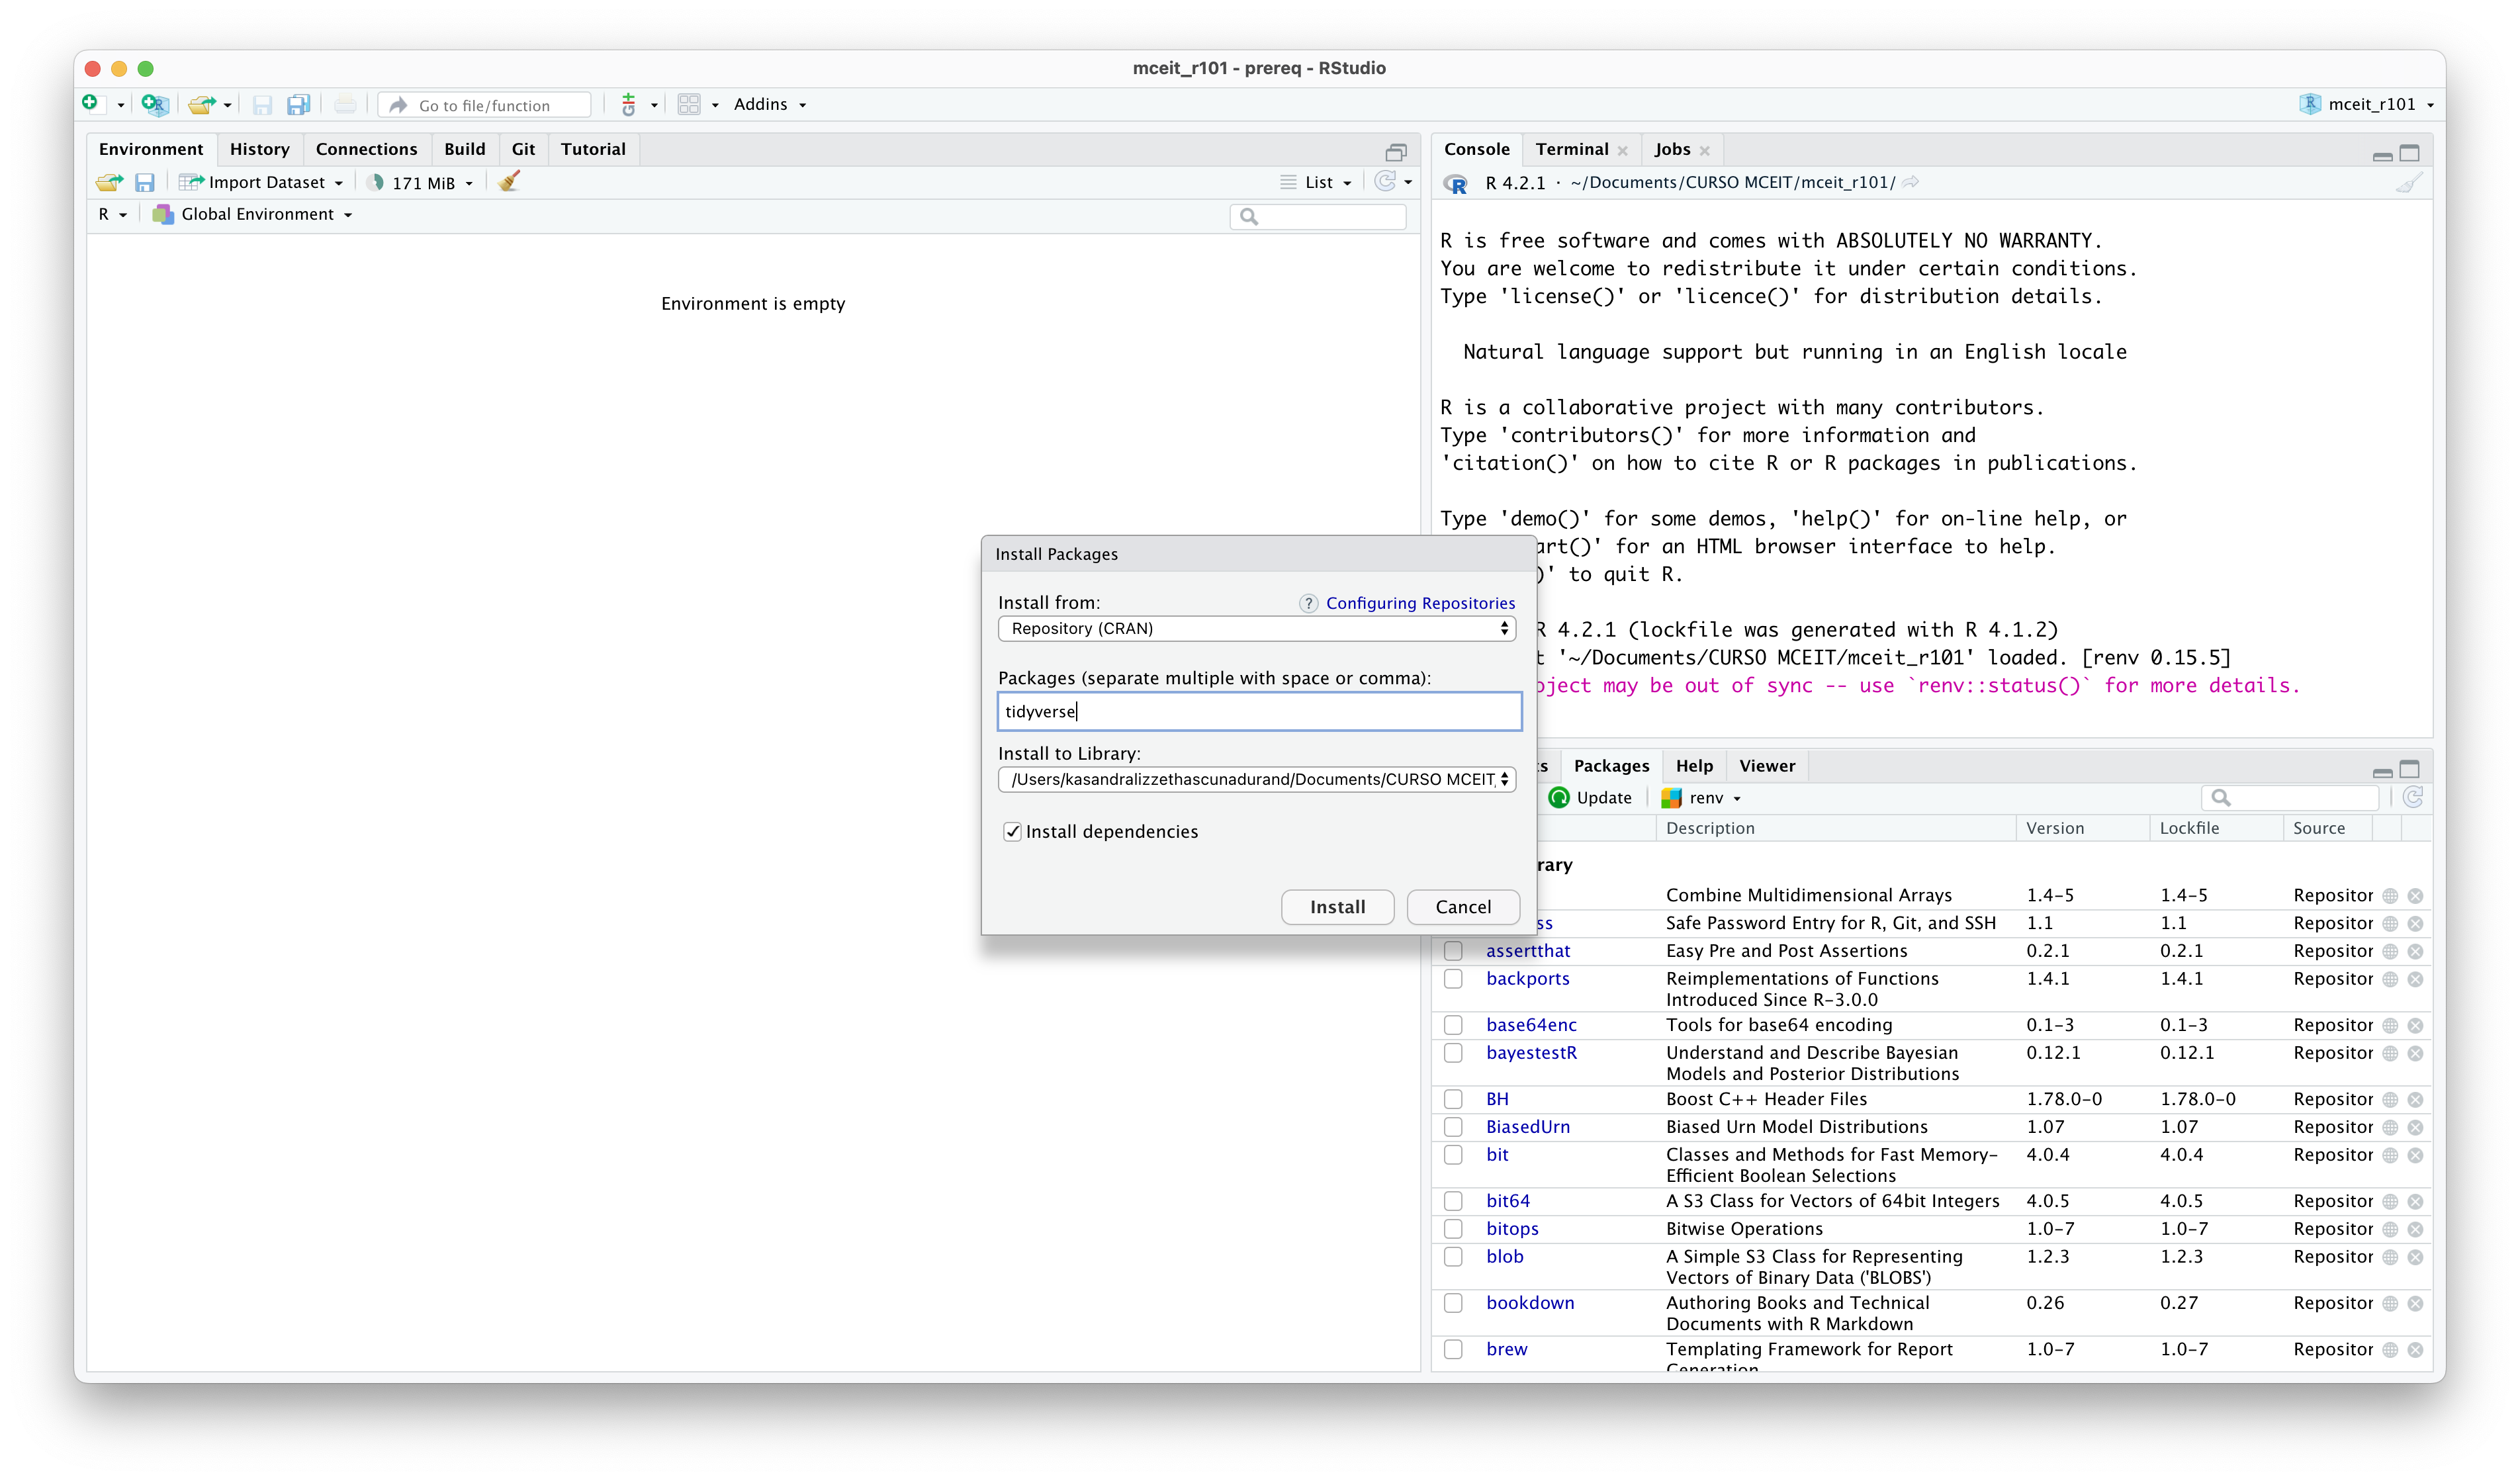 mceit_r101 - prereq - RStudio
Go to file/function
Addins
mceit_r101
Environment
History
Connections
Build
Git
Tutorial
Import Dataset
171 MiB
List
R
Global Environment
Environment is empty
Console
Terminal
Jobs
R 4.2.1 · ~/Documents/CURSO MCEIT/mceit_r101/
R is free software and comes with ABSOLUTELY NO WARRANTY.
You are welcome to redistribute it under certain conditions.
Type 'license()' or 'licence()' for distribution details.
Natural language support but running in an English locale
R is a collaborative project with many contributors.
Type 'contributors()' for more information and
'citation()' on how to cite R or R packages in publications.
Type 'demo()' for some demos, 'help()' for on-line help, or
art()' for an HTML browser interface to help.
)' to quit R.
R 4.2.1 (lockfile was generated with R 4.1.2)
t '~/Documents/CURSO MCEIT/mceit_r101' loaded. [renv 0.15.5]
oject may be out of sync -- use `renv::status()` for more details.
Install Packages
Install from:
? Configuring Repositories
Repository (CRAN)
Packages (separate multiple with space or comma):
tidyverse
Install to Library:
/Users/kasandralizzethascunadurand/Documents/CURSO MCEIT,
Install dependencies
Install
Cancel
ts
Packages
Help
Viewer
Update
renv
Description Version Lockfile Source
rary
Combine Multidimensional Arrays 1.4-5 1.4-5 Repositor
ss Safe Password Entry for R, Git, and SSH 1.1 1.1 Repositor
assertthat Easy Pre and Post Assertions 0.2.1 0.2.1 Repositor
backports Reimplementations of Functions 1.4.1 1.4.1 Repositor
Introduced Since R-3.0.0
base64enc Tools for base64 encoding 0.1-3 0.1-3 Repositor
bayestestR Understand and Describe Bayesian 0.12.1 0.12.1 Repositor
Models and Posterior Distributions
BH Boost C++ Header Files 1.78.0-0 1.78.0-0 Repositor
BiasedUrn Biased Urn Model Distributions 1.07 1.07 Repositor
bit Classes and Methods for Fast Memory- 4.0.4 4.0.4 Repositor
Efficient Boolean Selections
bit64 A S3 Class for Vectors of 64bit Integers 4.0.5 4.0.5 Repositor
bitops Bitwise Operations 1.0-7 1.0-7 Repositor
blob A Simple S3 Class for Representing 1.2.3 1.2.3 Repositor
Vectors of Binary Data ('BLOBS')
bookdown Authoring Books and Technical 0.26 0.27 Repositor
Documents with R Markdown
brew Templating Framework for Report 1.0-7 1.0-7 Repositor
Generation